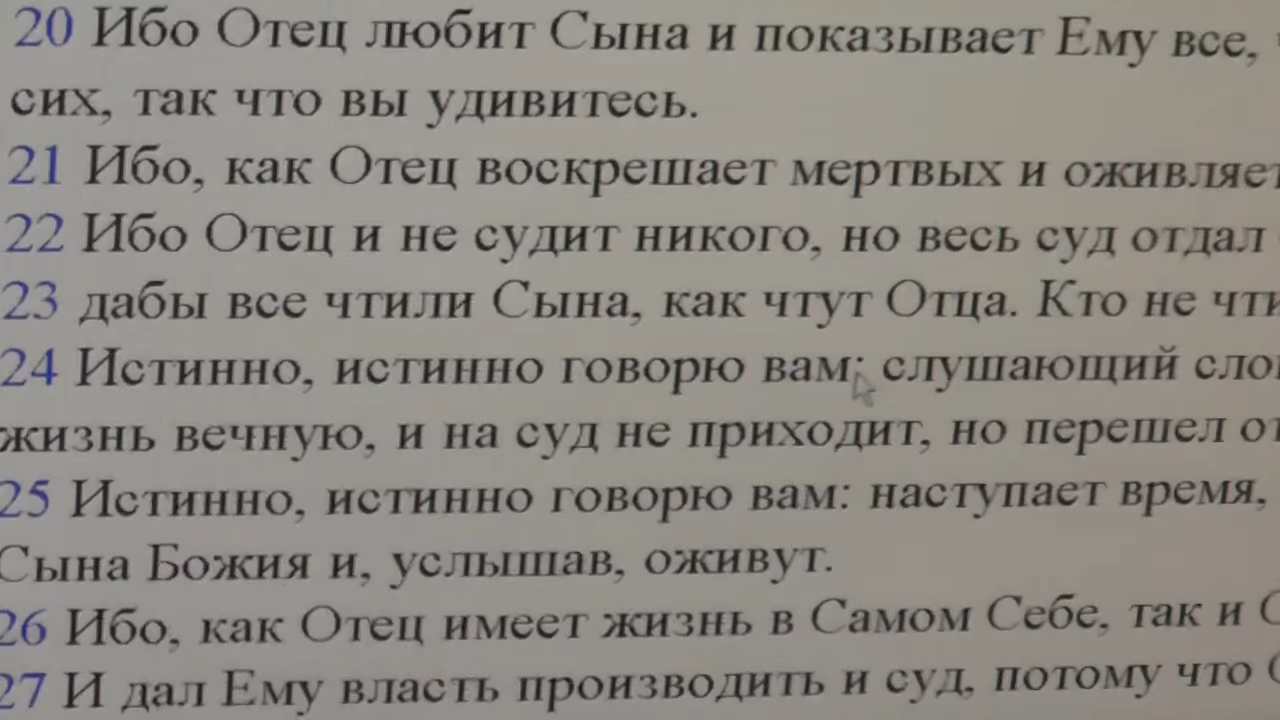 20 Ибо Отец любит Сына и показывает Ему все,
сих, так что вы удивитесь.
21 Ибо, как Отец воскрешает мертвых и оживляет
22 Ибо Отец и не судит никого, но весь суд отдал
23 дабы все чтили Сына, как чтут Отца. Кто не чти
24 Истинно, истинно говорю вам: слушающий сло
жизнь вечную, и на суд не приходит, но перешел от
25 Истинно, истинно говорю вам: наступает время,
Сына Божия и, услышав, оживут.
26 Ибо, как Отец имеет жизнь в Самом Себе, так и С
27 И дал Ему власть производить и суд, потому что